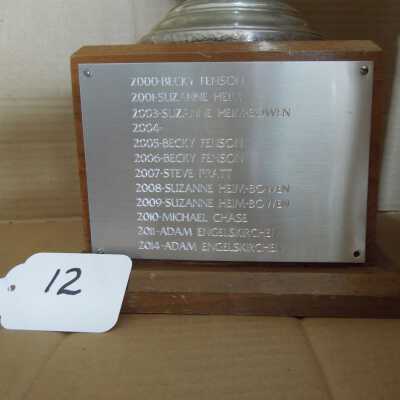 2000-BECKY FENSON
2001-SUZANNE HEIM
2003-SUZANNE HEIM-BOWEN
2004-
2005-BECKY FENSON
2006-BECKY FENSON
2007-STEVE PRATT
2008-SUZANNE HEIM-BOWEN
2009-SUZANNE HEIM-BOWEN
2010-MICHAEL CHASE
2011-ADAM ENGELSKIRCHEN
2014-ADAM ENGELSKIRCHEN
12